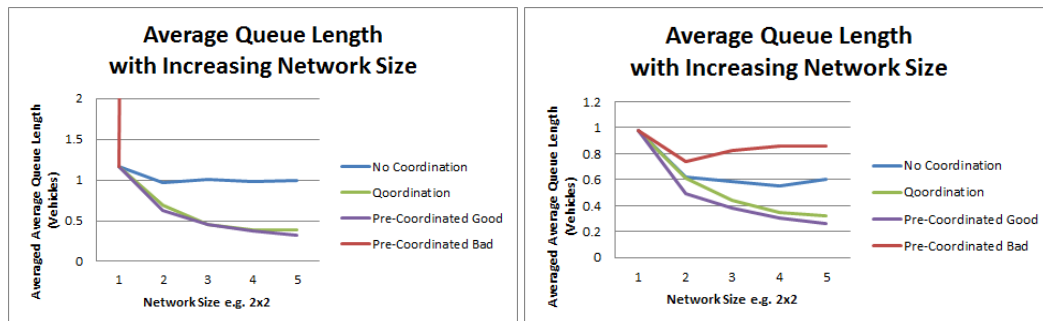 Average Queue Length
with Increasing Network Size
Averaged Average Queue Length
(Vehicles)
2
1.5
1
0.5
0
1 2 3 4 5
Network Size e.g. 2x2
No Coordination
Qoordination
Pre-Coordinated Good
Pre-Coordinated Bad
Average Queue Length
with Increasing Network Size
Averaged Average Queue Length
(Vehicles)
1.2
1
0.8
0.6
0.4
0.2
0
1 2 3 4 5
Network Size e.g. 2x2
No Coordination
Qoordination
Pre-Coordinated Good
Pre-Coordinated Bad